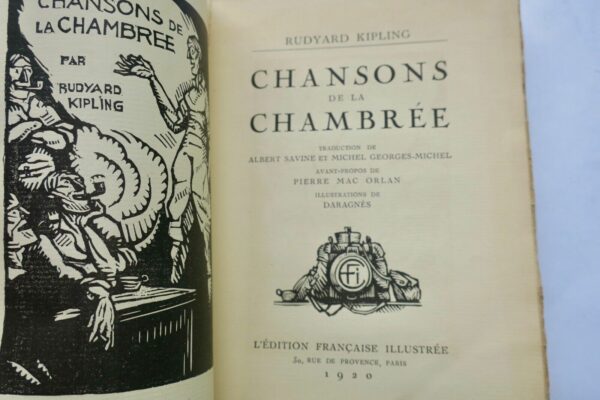 CHANSONS DE
LA CHAMBREE
PAR
RUDYARD
KIPLING
RUDYARD KIPLING
CHANSONS
DE LA
CHAMBRÉE
TRADUCTION DE
ALBERT SAVINE ET MICHEL GEORGES-MICHEL
AVANT-PROPOS DE
PIERRE MAC ORLAN
ILLUSTRATIONS DE
DARAGNÈS
L'ÉDITION FRANÇAISE ILLUSTRÉE
30, RUE DE PROVENCE, PARIS
1920